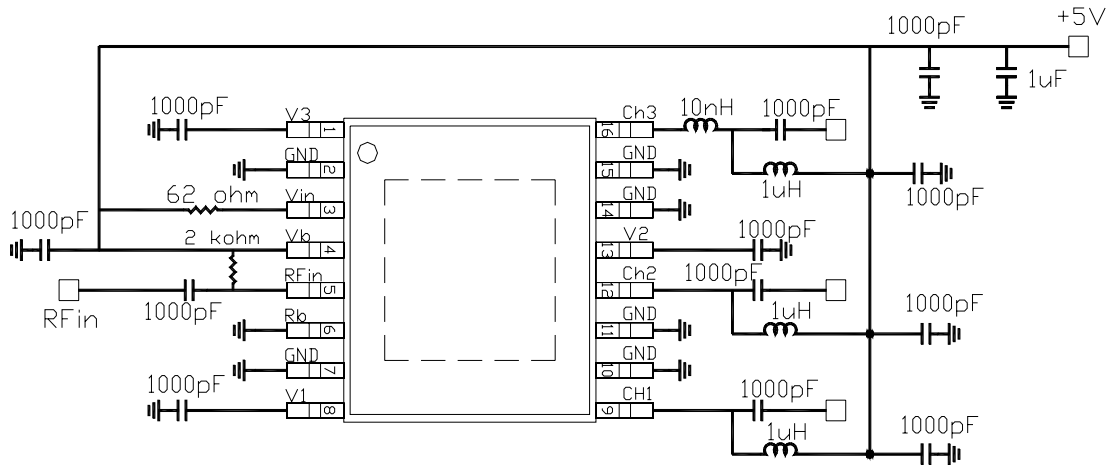 +5V
1000pF
1uF
1000pF
V3
1
16
Ch3
10nH
1000pF
GND
2
15
GND
1uH
1000pF
62 ohm
Vin
3
14
GND
1000pF
2 kohm
Vb
4
13
V2
1000pF
RFin
1000pF
RFin
5
12
Ch2
1000pF
1uH
1000pF
Rb
6
11
GND
GND
7
10
GND
1000pF
V1
8
9
CH1
1000pF
1uH
1000pF